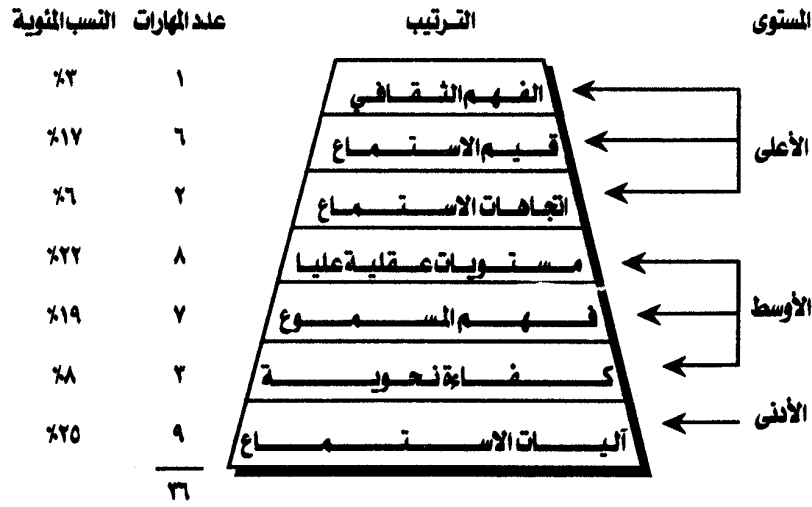 المستوى الترتيب عدد المهارات النسب المئوية
الفهم الثقافي ١ ٣٪
الأعلى قيم الاستماع ٦ ١٧٪
اتجاهات الاستماع ٢ ٦٪
مستويات عقلية عليا ٨ ٢٢٪
الأوسط فهم المسموع ٧ ١٩٪
كفاءة نحوية ٣ ٨٪
الأدنى آليات الاستماع ٩ ٢٥٪
٣٦